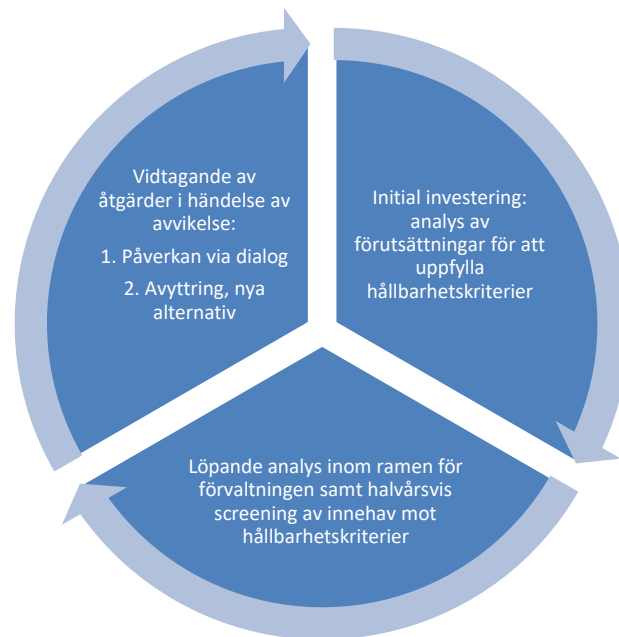 Vidtagande av
åtgärder i händelse av
avvikelse:
1. Påverkan via dialog
2. Avyttring, nya
alternativ
Initial investering:
analys av
förutsättningar för att
uppfylla
hållbarhetskriterier
Löpande analys inom ramen för
förvaltningen samt halvårsvis
screening av innehav mot
hållbarhetskriterier